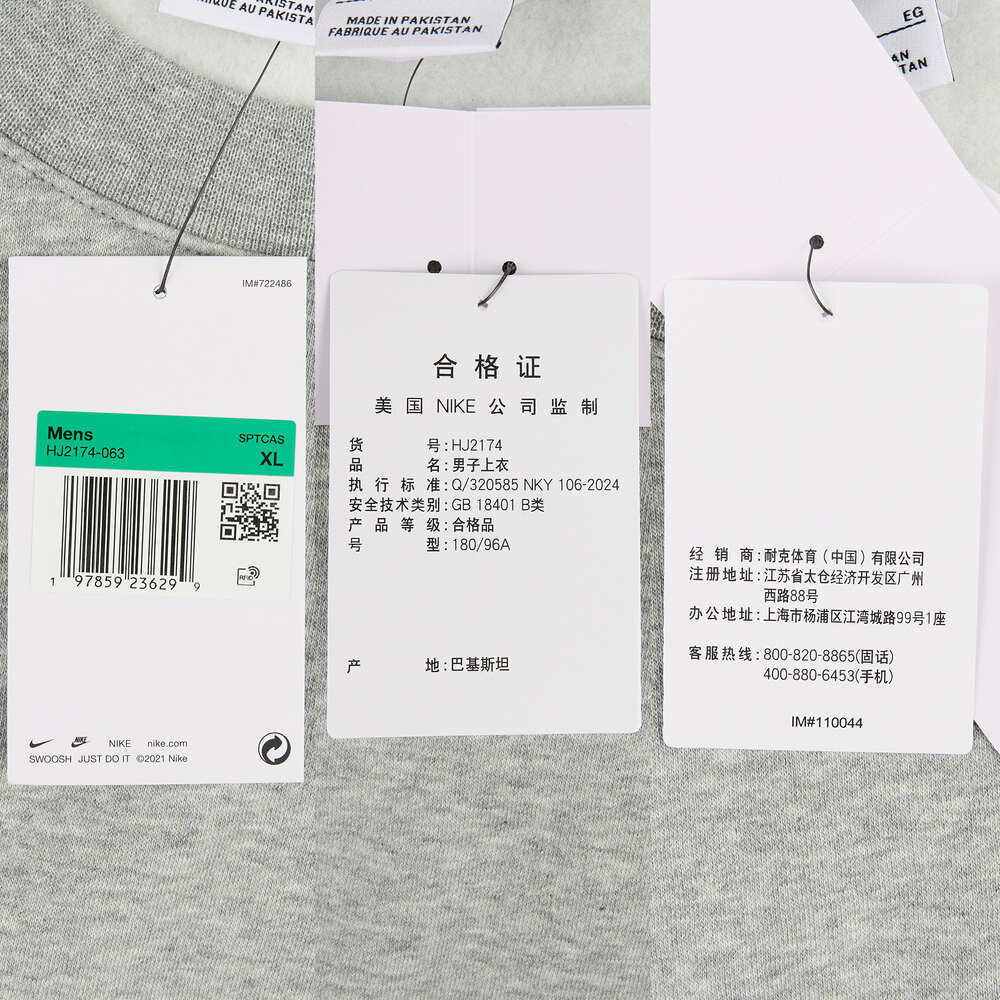 QUE AU PAKISTAN
IM#722486
Mens
HJ2174-063
SPTCAS
XL
1 97859 23629 9
RFID
NIKE
NIKE nike.com
SWOOSH JUST DO IT ©2021 Nike
MADE IN PAKISTAN
FABRIQUE AU PAKISTAN
合格证
美国NIKE公司监制
货号:HJ2174
品名:男子上衣
执行标准:Q/320585 NKY 106-2024
安全技术类别:GB 18401 B类
产品等级:合格品
号型:180/96A
产地:巴基斯坦
EG
AN
TAN
经销商:耐克体育(中国)有限公司
注册地址:江苏省太仓经济开发区广州
西路88号
办公地址:上海市杨浦区江湾城路99号1座
客服热线:800-820-8865(固话)
400-880-6453(手机)
IM#110044